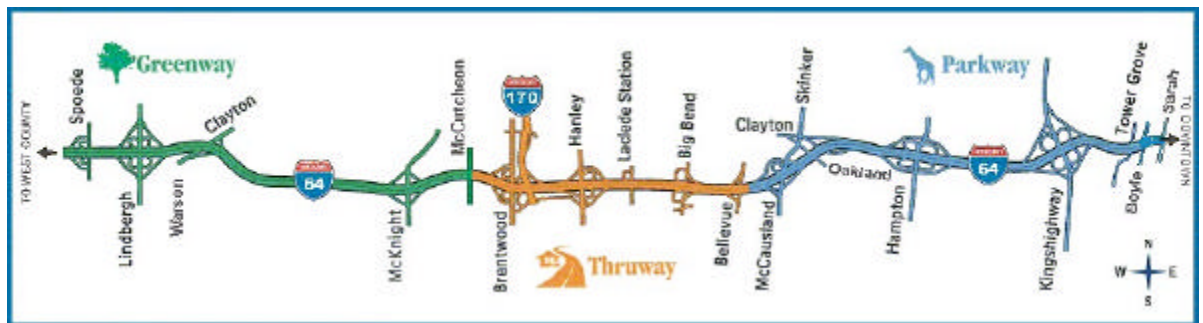 Greenway
Parkway
Thruway
TO WEST COUNTY
Spoede
Lindbergh
Warson
Clayton
64
McKnight
McCutcheon
170
Brentwood
Hanley
Laclede Station
Big Bend
Bellevue
McCausland
Clayton
Skinker
Oakland
Hampton
64
Kingshighway
Tower Grove
Boyle
Sarah
TO DOWNTOWN
N
W E
S